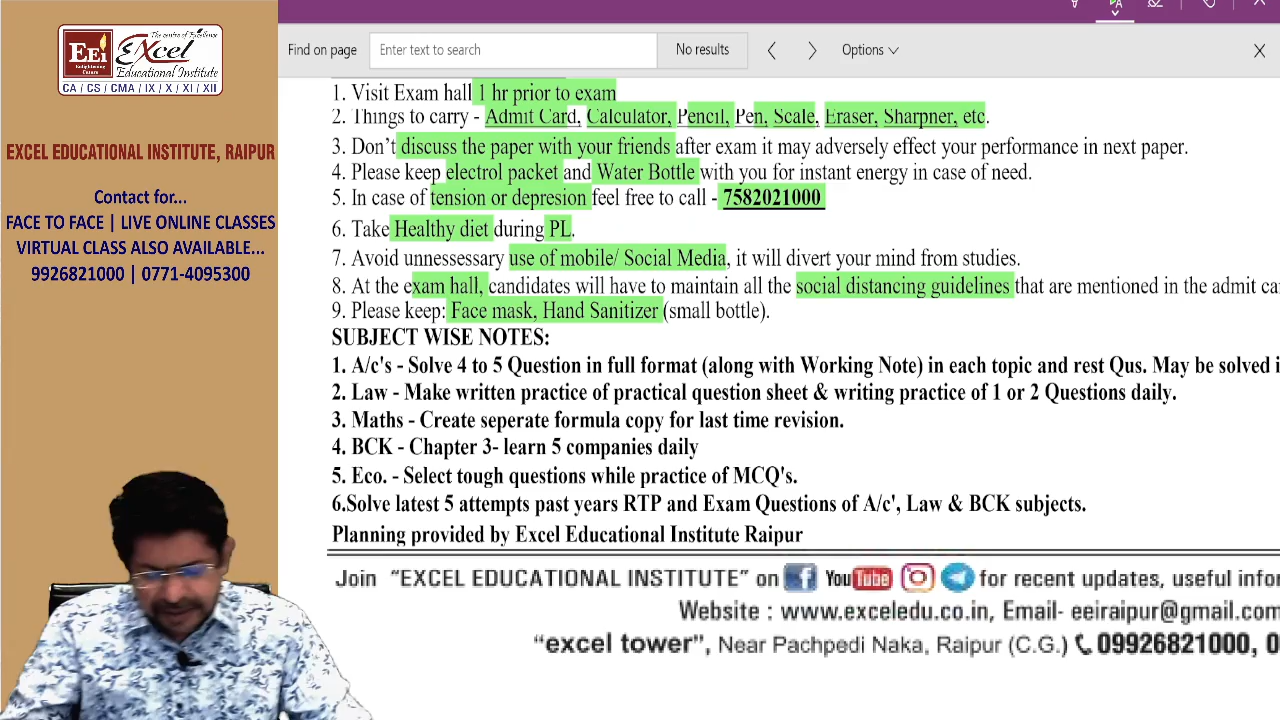 The centre of Excellence
EEi
Enlightening Careers
Excel
Educational Institute
CA / CS / CMA / IX / X / XI / XII
EXCEL EDUCATIONAL INSTITUTE, RAIPUR
Contact for...
FACE TO FACE | LIVE ONLINE CLASSES
VIRTUAL CLASS ALSO AVAILABLE...
9926821000 | 0771-4095300
Find on page
Enter text to search
No results
Options
1. Visit Exam hall 1 hr prior to exam
2. Things to carry - Admit Card, Calculator, Pencil, Pen, Scale, Eraser, Sharpner, etc.
3. Don't discuss the paper with your friends after exam it may adversely effect your performance in next paper.
4. Please keep electrol packet and Water Bottle with you for instant energy in case of need.
5. In case of tension or depresion feel free to call - 7582021000
6. Take Healthy diet during PL.
7. Avoid unnessessary use of mobile/ Social Media, it will divert your mind from studies.
8. At the exam hall, candidates will have to maintain all the social distancing guidelines that are mentioned in the admit ca
9. Please keep: Face mask, Hand Sanitizer (small bottle).
SUBJECT WISE NOTES:
1. A/c's - Solve 4 to 5 Question in full format (along with Working Note) in each topic and rest Qus. May be solved i
2. Law - Make written practice of practical question sheet & writing practice of 1 or 2 Questions daily.
3. Maths - Create seperate formula copy for last time revision.
4. BCK - Chapter 3- learn 5 companies daily
5. Eco. - Select tough questions while practice of MCQ's.
6.Solve latest 5 attempts past years RTP and Exam Questions of A/c', Law & BCK subjects.
Planning provided by Excel Educational Institute Raipur
Join "EXCEL EDUCATIONAL INSTITUTE" on f YouTube for recent updates, useful infor
Website : www.exceledu.co.in, Email- eeiraipur@gmail.com
"excel tower", Near Pachpedi Naka, Raipur (C.G.) 09926821000, 0